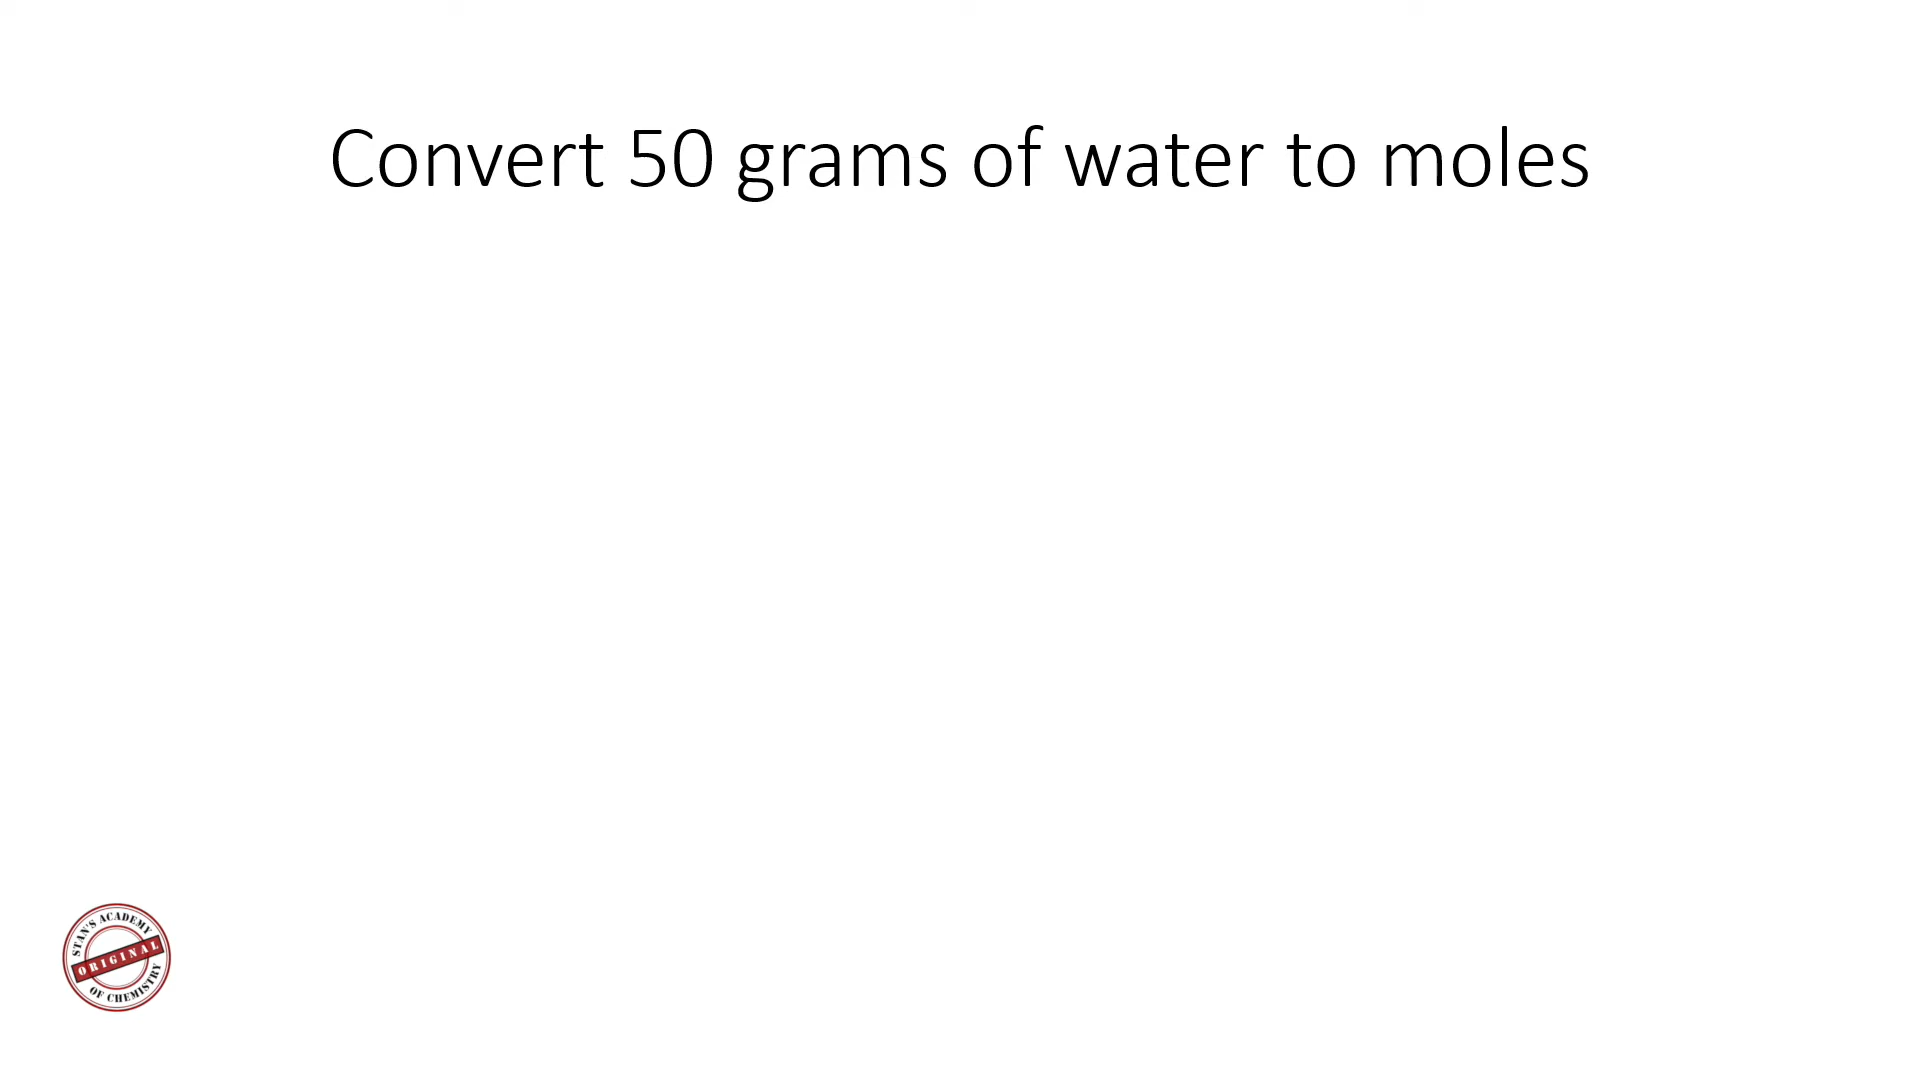 Convert 50 grams of water to moles
STAN'S ACADEMY
ORIGINAL
OF CHEMISTRY